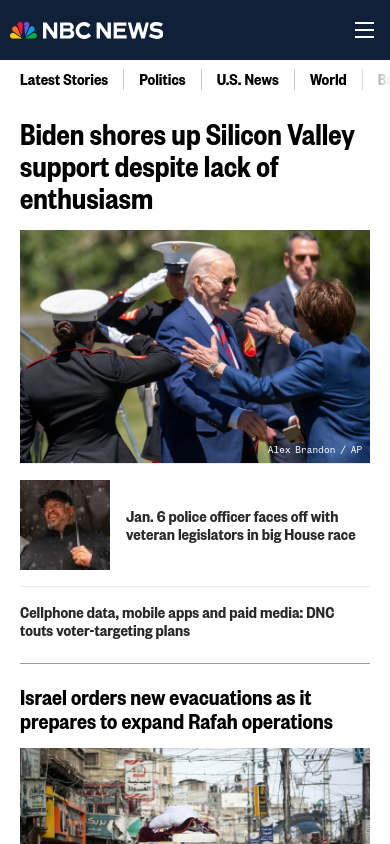 NBC NEWS
Latest Stories
Politics
U.S. News
World
Biden shores up Silicon Valley
support despite lack of
enthusiasm
Alex Brandon / AP
Jan. 6 police officer faces off with
veteran legislators in big House race
Cellphone data, mobile apps and paid media: DNC
touts voter-targeting plans
Israel orders new evacuations as it
prepares to expand Rafah operations